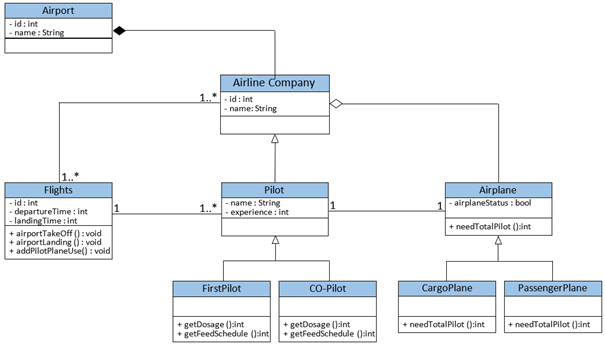 Airport
- id : int
- name : String
Airline Company
- id : int
- name: String
1..*
1..*
Flights
- id : int
- departureTime : int
- landingTime : int
+ airportTakeOff () : void
+ airportLanding () : void
+ addPilotPlaneUse() : void
1
1..*
Pilot
- name : String
- experience : int
1
1
Airplane
- airplaneStatus : bool
+ needTotalPilot ():int
FirstPilot
+ getDosage ():int
+ getFeedSchedule ():int
CO-Pilot
+ getDosage ():int
+ getFeedSchedule ():int
CargoPlane
+ needTotalPilot ():int
PassengerPlane
+ needTotalPilot ():int